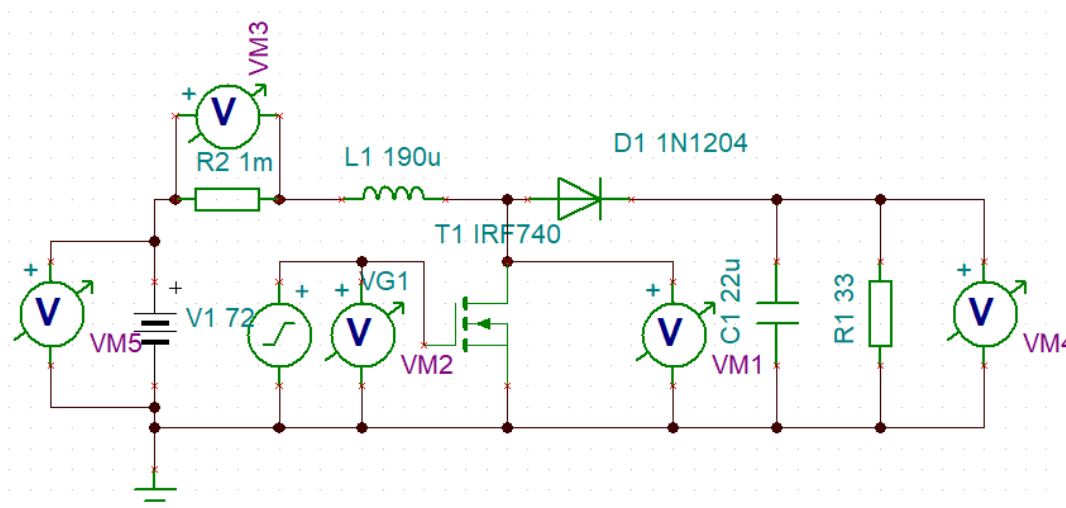 VM3
+
V
R2 1m
L1 190u
D1 1N1204
T1 IRF740
+
V
VM5
+
V1 72
+
VG1
+
V
VM2
+
V
VM1
C1 22u
R1 33
+
V
VM4